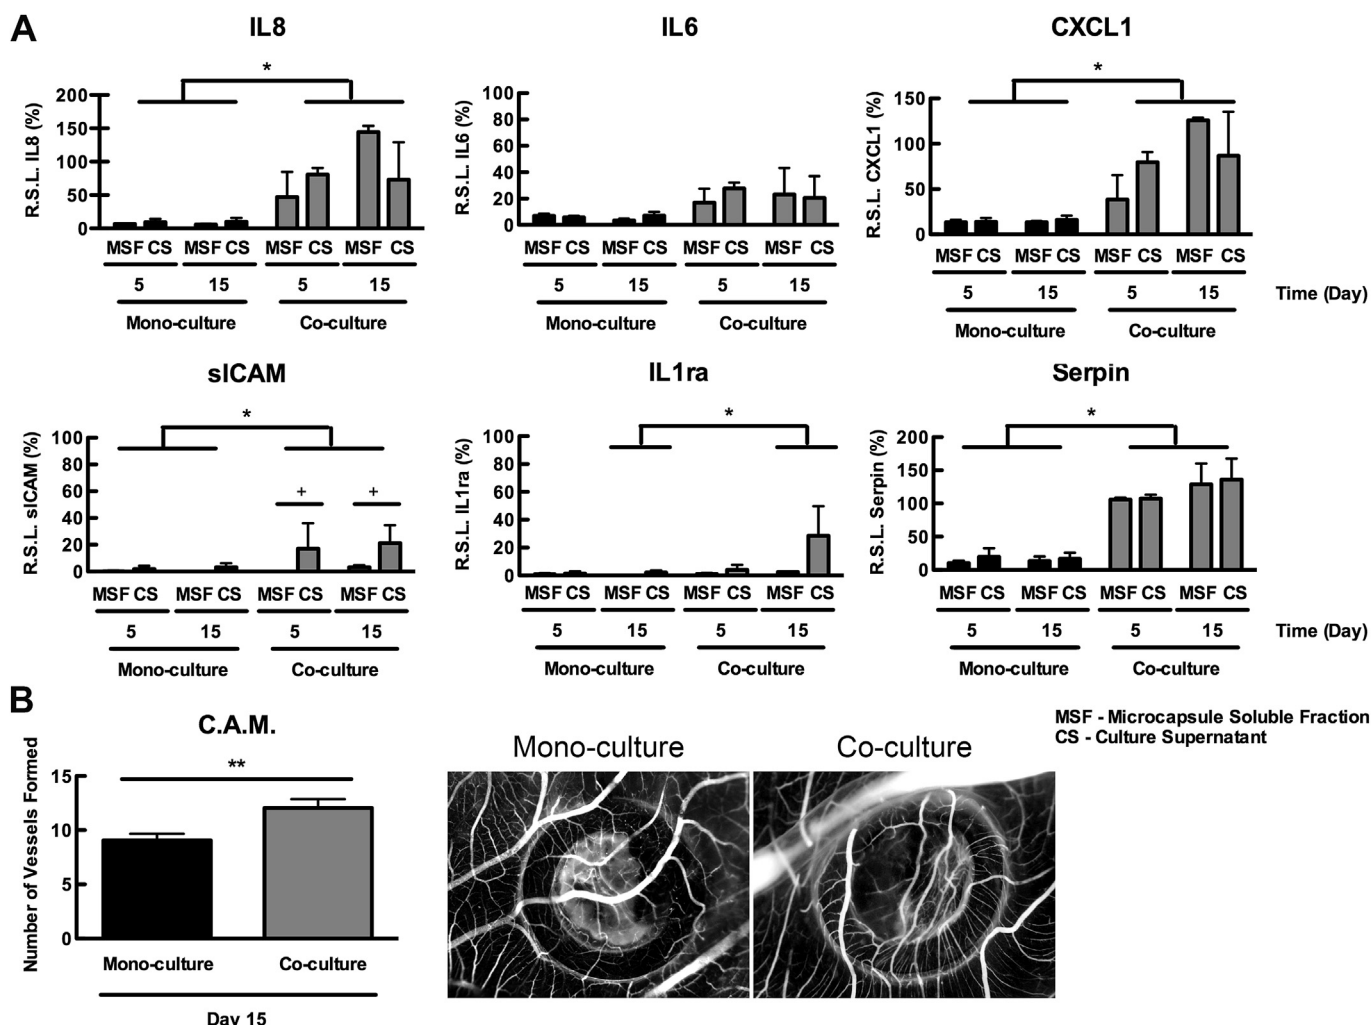 A
IL8
IL6
CXCL1
*
*
R.S.L. IL8 (%)
200
150
100
50
0
MSF CS MSF CS MSF CS MSF CS
5 15 5 15
Mono-culture Co-culture
R.S.L. IL6 (%)
100
80
60
40
20
0
MSF CS MSF CS MSF CS MSF CS
5 15 5 15
Mono-culture Co-culture
R.S.L. CXCL1 (%)
150
100
50
0
MSF CS MSF CS MSF CS MSF CS
5 15 5 15 Time (Day)
Mono-culture Co-culture
sICAM
IL1ra
Serpin
*
*
*
R.S.L. sICAM (%)
100
80
60
40
20
0
+ +
MSF CS MSF CS MSF CS MSF CS
5 15 5 15
Mono-culture Co-culture
R.S.L. IL1ra (%)
100
80
60
40
20
0
MSF CS MSF CS MSF CS MSF CS
5 15 5 15
Mono-culture Co-culture
R.S.L. Serpin (%)
200
150
100
50
0
MSF CS MSF CS MSF CS MSF CS
5 15 5 15 Time (Day)
Mono-culture Co-culture
B
C.A.M.
**
Number of Vessels Formed
15
10
5
0
Mono-culture Co-culture
Day 15
Mono-culture Co-culture
MSF - Microcapsule Soluble Fraction
CS - Culture Supernatant